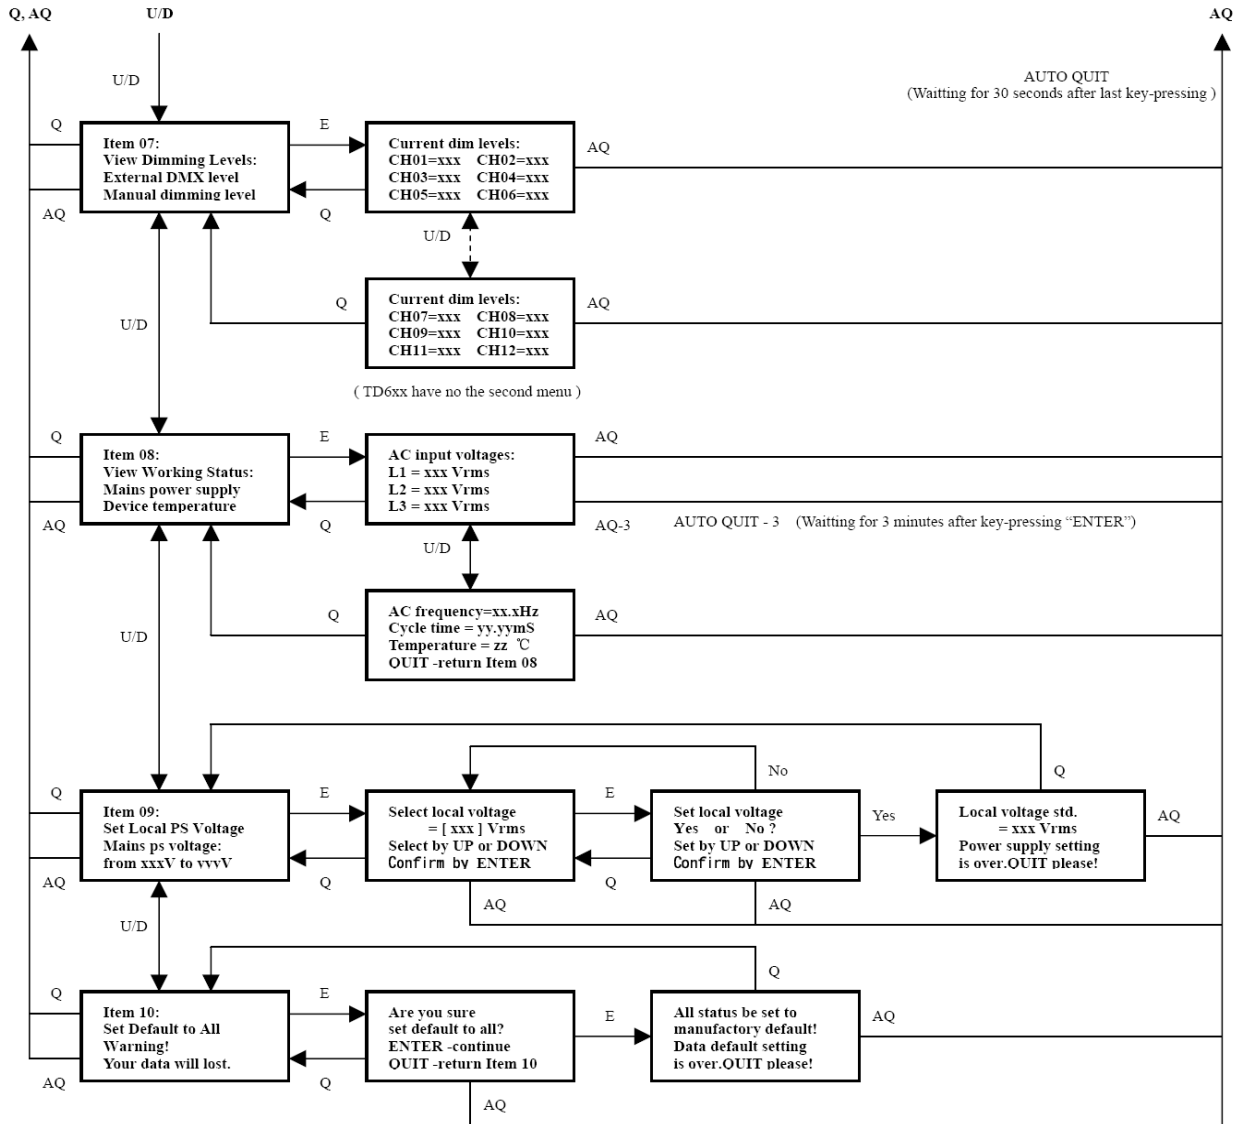 Q, AQ
U/D
AQ
U/D
AUTO QUIT
(Waitting for 30 seconds after last key-pressing )
Q
Item 07:
View Dimming Levels:
External DMX level
Manual dimming level
E
Current dim levels:
CH01=xxx CH02=xxx
CH03=xxx CH04=xxx
CH05=xxx CH06=xxx
AQ
AQ
Q
U/D
U/D
Q
Current dim levels:
CH07=xxx CH08=xxx
CH09=xxx CH10=xxx
CH11=xxx CH12=xxx
AQ
( TD6xx have no the second menu )
Q
Item 08:
View Working Status:
Mains power supply
Device temperature
E
AC input voltages:
L1 = xxx Vrms
L2 = xxx Vrms
L3 = xxx Vrms
AQ
AQ
Q
AQ-3
AUTO QUIT - 3 (Waitting for 3 minutes after key-pressing “ENTER”)
U/D
U/D
Q
AC frequency=xx.xHz
Cycle time = yy.yymS
Temperature = zz ℃
QUIT -return Item 08
AQ
Q
Item 09:
Set Local PS Voltage
Mains ps voltage:
from xxxV to yyyV
E
Select local voltage
= [ xxx ] Vrms
Select by UP or DOWN
Confirm by ENTER
No
E
Set local voltage
Yes or No ?
Set by UP or DOWN
Confirm by ENTER
Yes
Q
Local voltage std.
= xxx Vrms
Power supply setting
is over.QUIT please!
AQ
AQ
Q
Q
AQ
AQ
U/D
Q
Item 10:
Set Default to All
Warning!
Your data will lost.
E
Are you sure
set default to all?
ENTER -continue
QUIT -return Item 10
E
Q
All status be set to
manufactory default!
Data default setting
is over.QUIT please!
AQ
AQ
Q
AQ